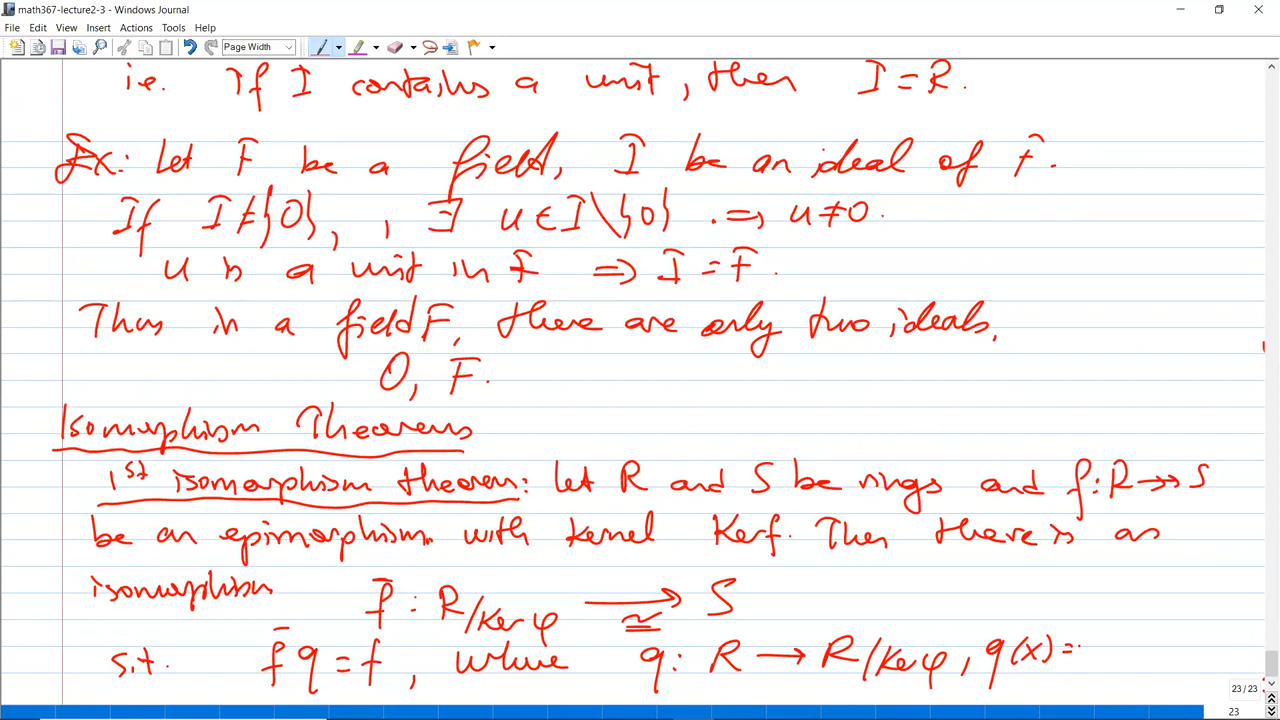 math367-lecture2-3 - Windows Journal
File Edit View Insert Actions Tools Help
Page Width
i.e. If I contains a unit, then I = R.
Ex: Let F be a field, I be an ideal of F.
If I ≠ {0}, , ∃ u ∈ I \ {0} . ⇒ u ≠ 0.
u is a unit in F ⇒ I = F.
Thus in a field F, there are only two ideals,
0, F.
Isomorphism Theorems
1st isomorphism theorem: Let R and S be rings and f: R ↠ S
be an epimorphism with kernel Ker f. Then there is an
isomorphism f̄ : R/Ker φ ⟶ ≅ S
s.t. f̄ q = f, where q: R ⟶ R/Ker φ, q(x) =
23 / 23
23